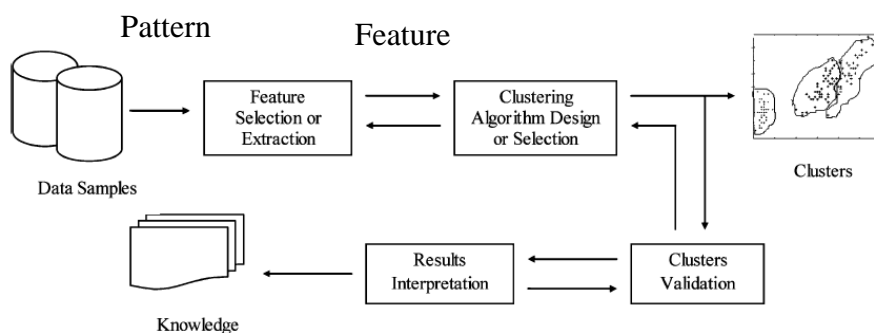 Pattern
Feature
Feature
Selection or
Extraction
Clustering
Algorithm Design
or Selection
Data Samples
Clusters
Results
Interpretation
Clusters
Validation
Knowledge